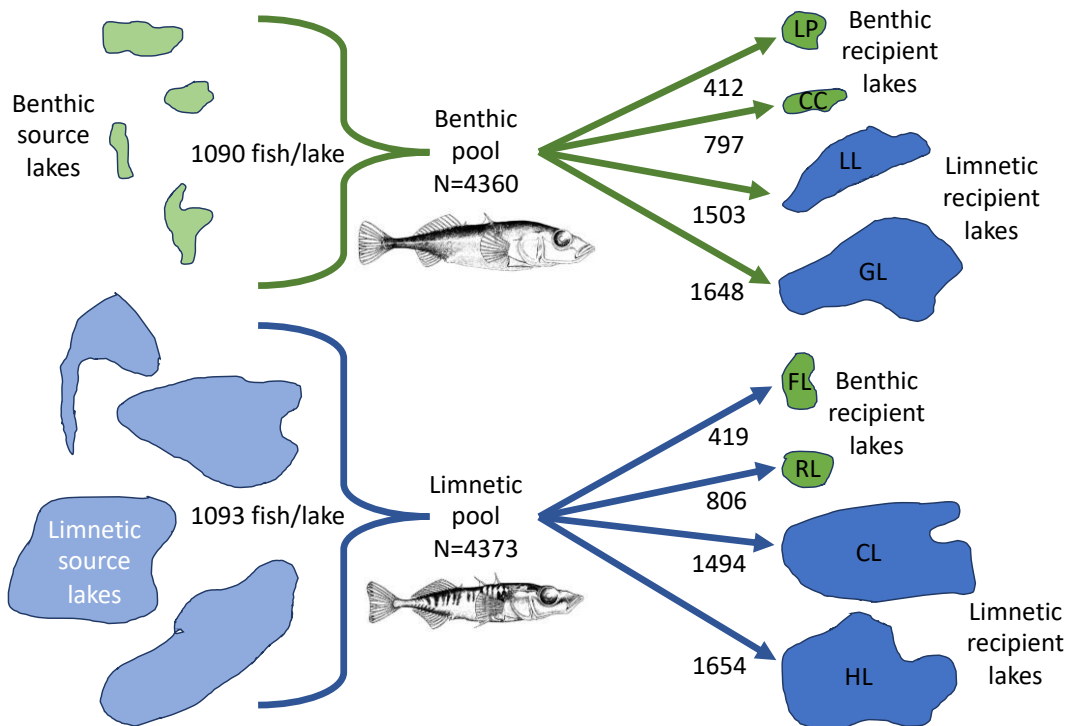 Benthic
source
lakes
1090 fish/lake
Benthic
pool
N=4360
412
797
1503
1648
LP
CC
LL
GL
Benthic
recipient
lakes
Limnetic
recipient
lakes
Limnetic
source
lakes
1093 fish/lake
Limnetic
pool
N=4373
419
806
1494
1654
FL
RL
CL
HL
Benthic
recipient
lakes
Limnetic
recipient
lakes